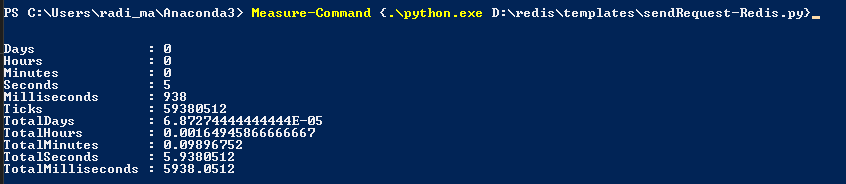 PS C:\Users\radi_ma\Anaconda3> Measure-Command {.\python.exe D:\redis\templates\sendRequest-Redis.py}_
Days              : 0
Hours             : 0
Minutes           : 0
Seconds           : 5
Milliseconds      : 938
Ticks             : 59380512
TotalDays         : 6.87274444444444E-05
TotalHours        : 0.00164945866666667
TotalMinutes      : 0.09896752
TotalSeconds      : 5.9380512
TotalMilliseconds : 5938.0512